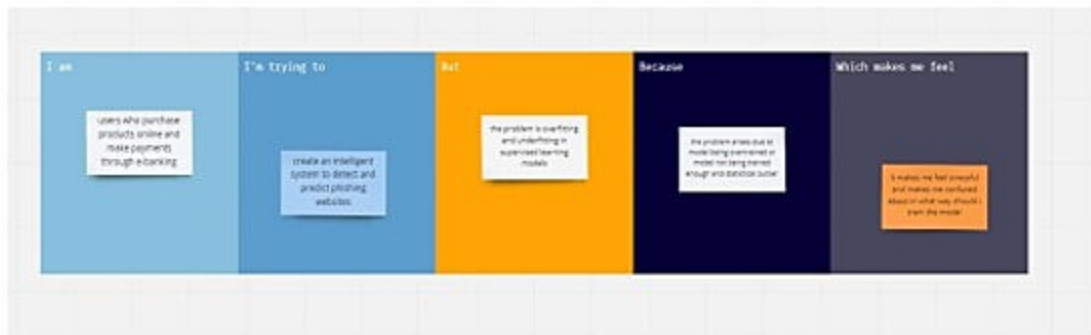 I am
I'm trying to
But
Because
Which makes me feel
users who purchase
products online and
make payments
through e-banking
create an intelligent
system to detect and
predict phishing
websites
the problem is overfitting
and underfitting in
supervised learning
models
the problem arises due to
model being overtrained or
model not being trained
enough and statistical outlier
it makes me feel stressful
and makes me confused
about in what way should i
train the model